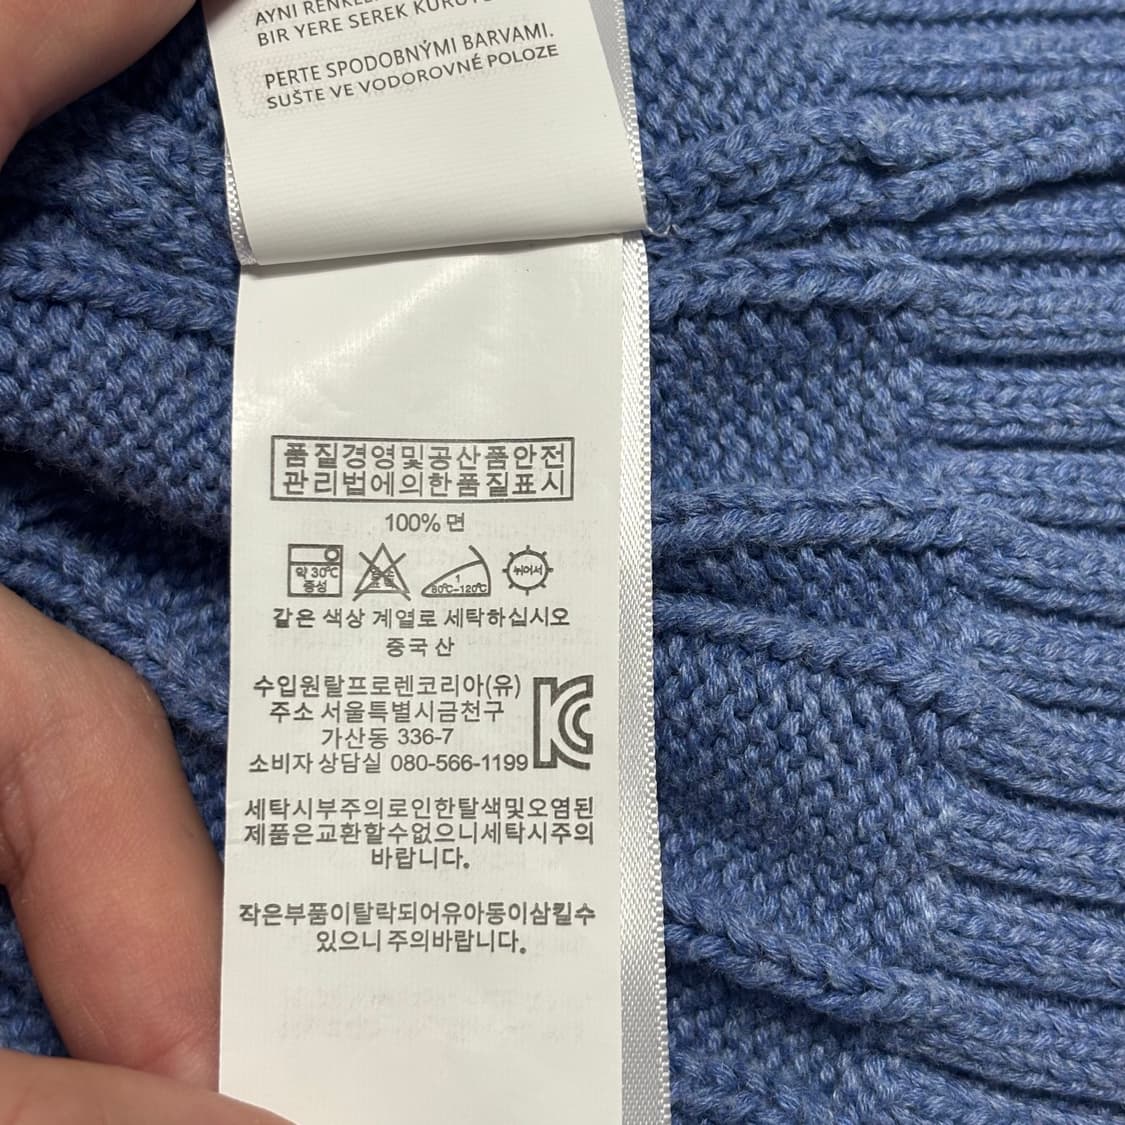 AYNI
BIR YERE SEREK
PERTE SPODOBNÝMI BARVAMI.
SUŠTE VE VODOROVNÉ POLOZE
품질경영및공산품안전
관리법에의한품질표시
100% 면
약 30℃
중성
1
80℃-120℃
뉘어서
같은 색상 계열로 세탁하십시오
중국 산
수입원랄프로렌코리아(유)
주소 서울특별시금천구
가산동 336-7
소비자 상담실 080-566-1199
세탁시부주의로인한탈색및오염된
제품은교환할수없으니세탁시주의
바랍니다.
작은부품이탈락되어유아동이삼킬수
있으니주의바랍니다.